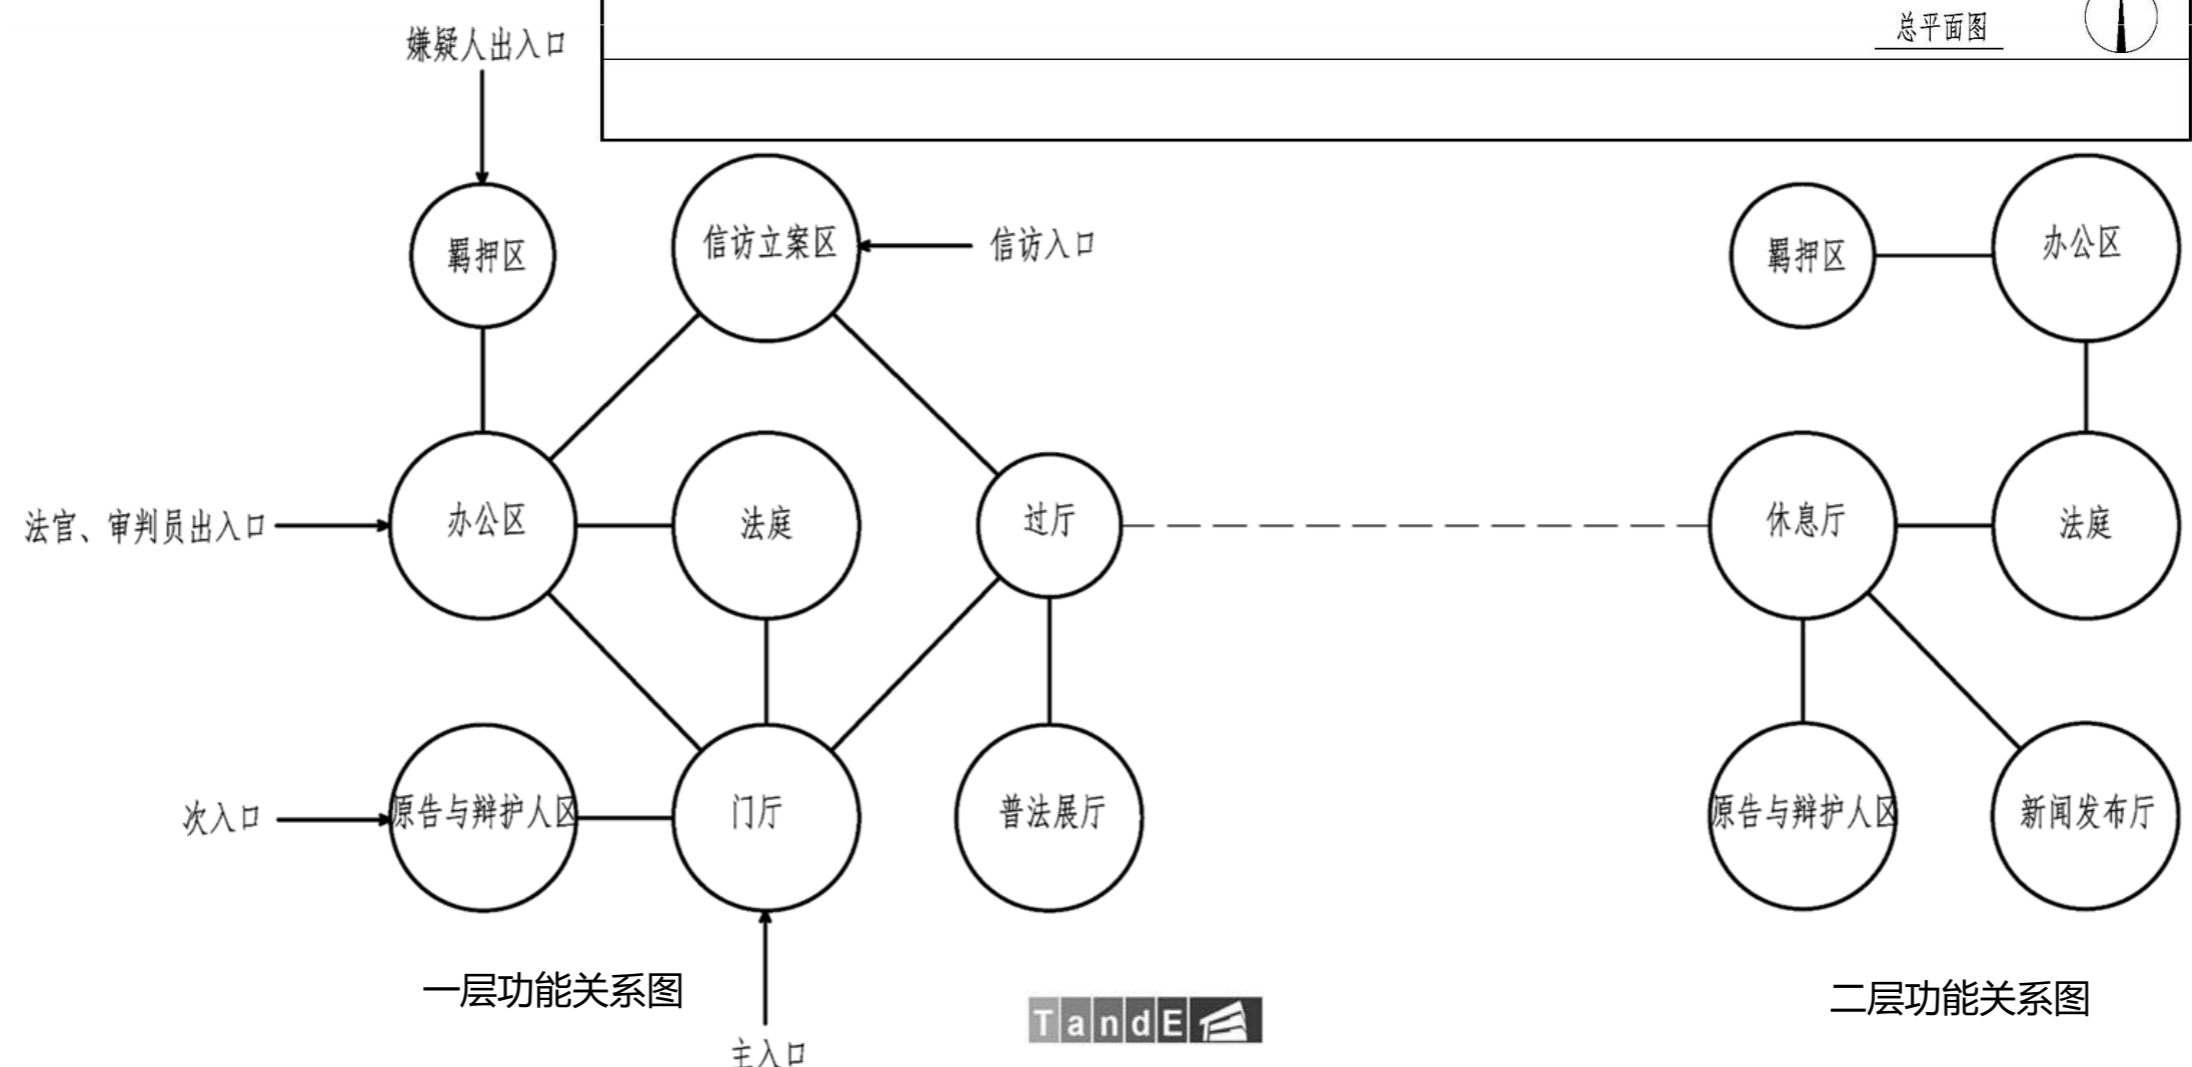 总平面图
嫌疑人出入口
羁押区
信访立案区
信访入口
羁押区
办公区
法官、审判员出入口
办公区
法庭
过厅
休息厅
法庭
次入口
原告与辩护人区
门厅
普法展厅
原告与辩护人区
新闻发布厅
一层功能关系图
TandE
二层功能关系图
主入口